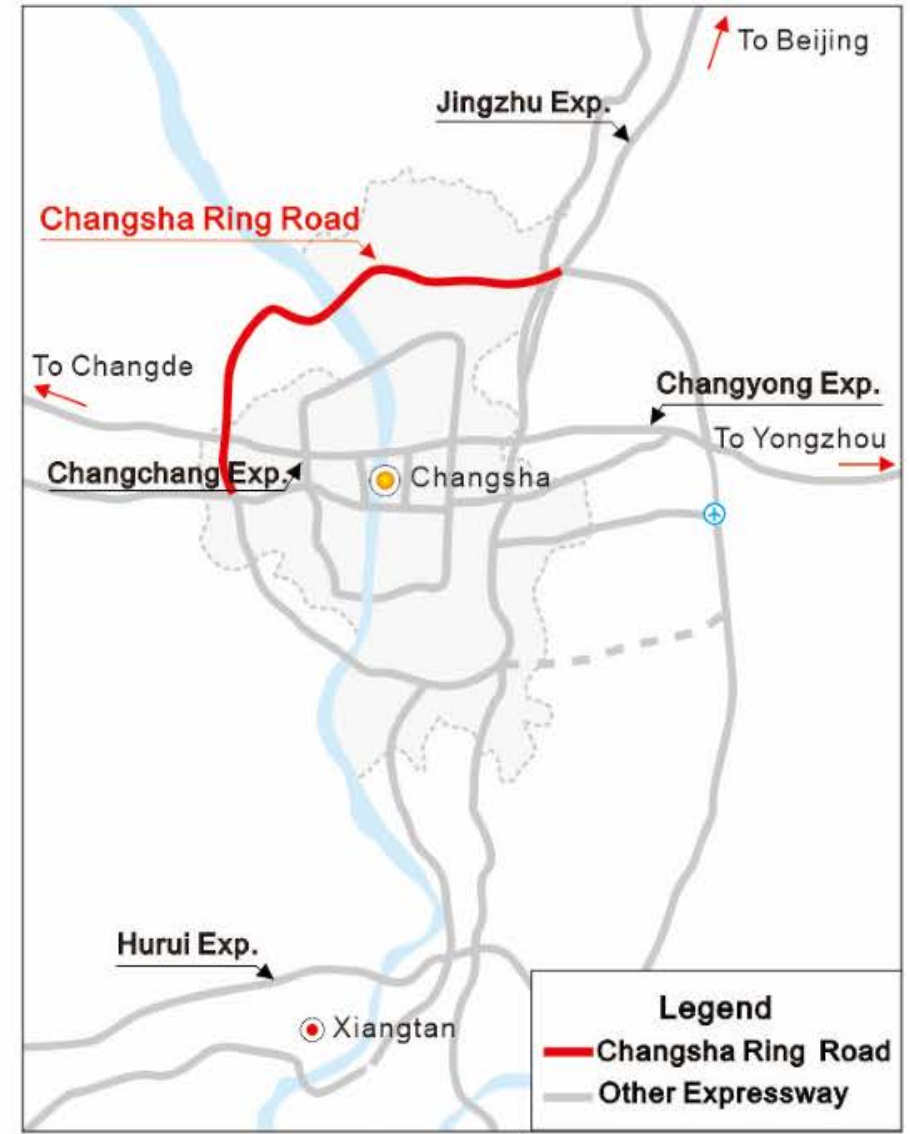 To Beijing
Jingzhu Exp.
Changsha Ring Road
To Changde
Changyong Exp.
To Yongzhou
Changchang Exp.
Changsha
Hurui Exp.
Xiangtan
Legend
Changsha Ring Road
Other Expressway